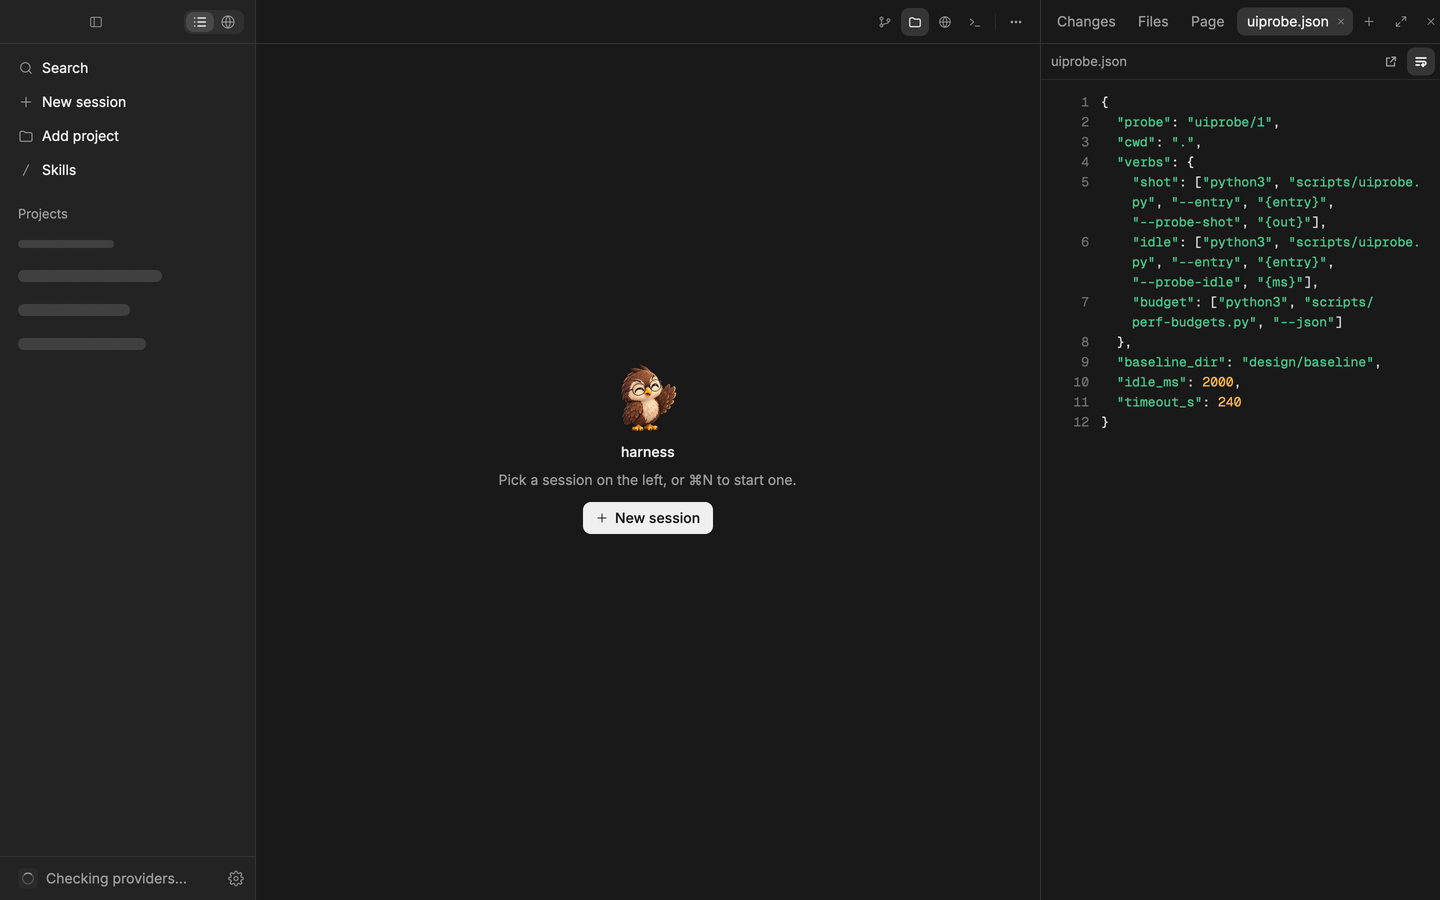 Search
New session
Add project
Skills
Projects
Checking providers...
harness
Pick a session on the left, or ⌘N to start one.
New session
Changes Files Page uiprobe.json
uiprobe.json
1 {
2 "probe": "uiprobe/1",
3 "cwd": ".",
4 "verbs": {
5 "shot": ["python3", "scripts/uiprobe.
py", "--entry", "{entry}",
"--probe-shot", "{out}"],
6 "idle": ["python3", "scripts/uiprobe.
py", "--entry", "{entry}",
"--probe-idle", "{ms}"],
7 "budget": ["python3", "scripts/
perf-budgets.py", "--json"]
8 },
9 "baseline_dir": "design/baseline",
10 "idle_ms": 2000,
11 "timeout_s": 240
12 }